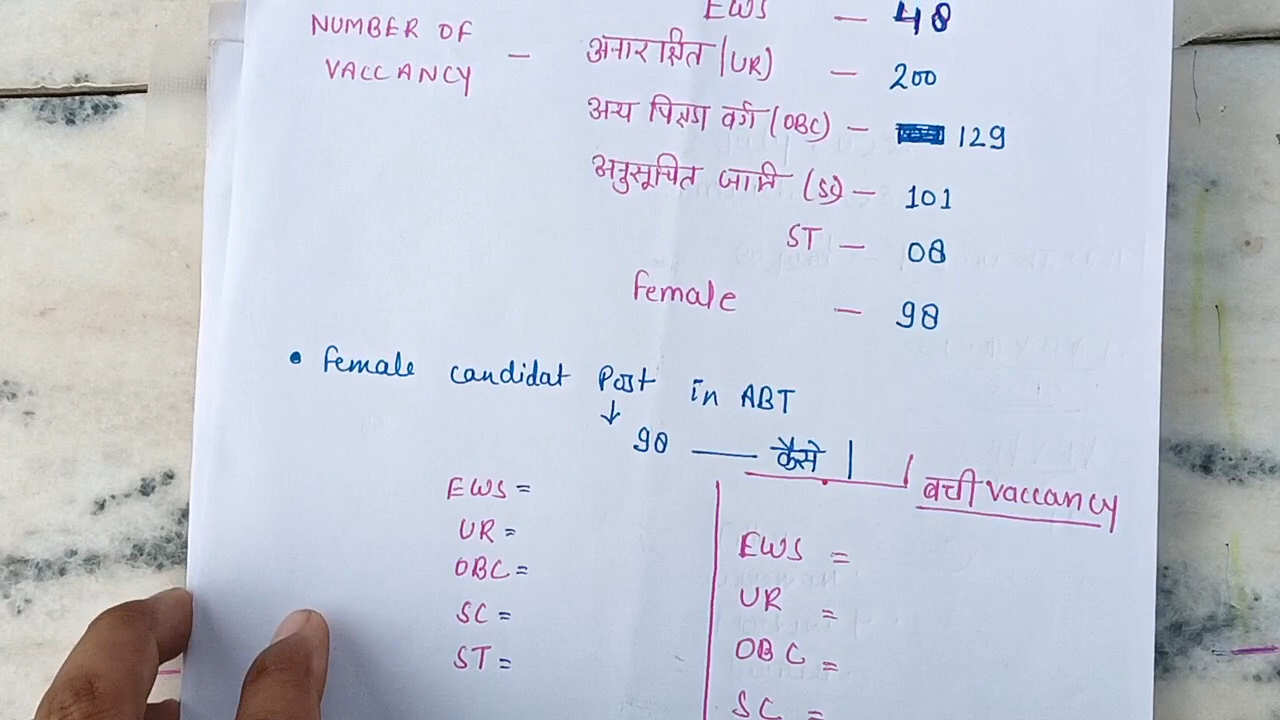 EWS — 48
NUMBER OF VACCANCY —
अनारक्षित (UR) — 200
अन्य पिछड़ा वर्ग (OBC) — 129
अनुसूचित जाति (SC) — 101
ST — 08
Female — 98
• Female candidat Post in ABT
↓
98 — कैसे |
बची vaccancy
EWS =
UR =
OBC =
SC =
ST =
EWS =
UR =
OBC =
SC =